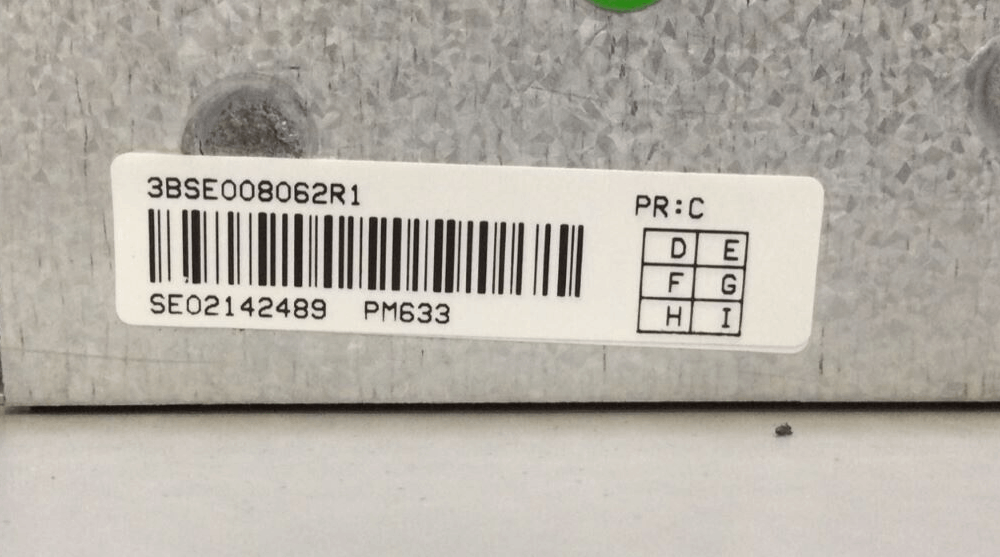 3BSE008062R1
PR:C
D E
F G
H I
SE02142489 PM633